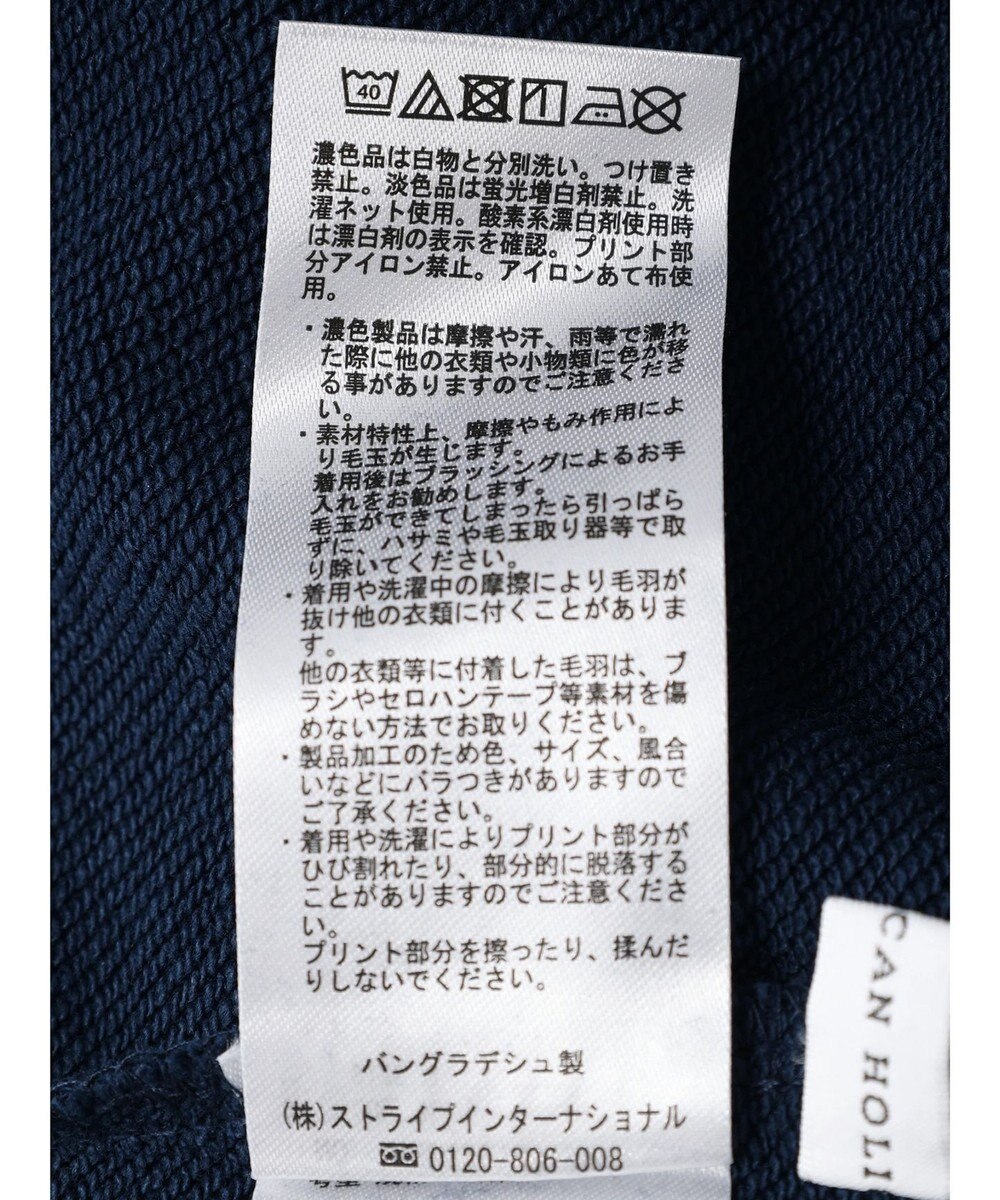 40
濃色品は白物と分別洗い。つけ置き
禁止。淡色品は蛍光増白剤禁止。洗
濯ネット使用。酸素系漂白剤使用時
は漂白剤の表示を確認。プリント部
分アイロン禁止。アイロンあて布使
用。
・濃色製品は摩擦や汗、雨等で濡れ
た際に他の衣類や小物類に色が移
る事がありますのでご注意くださ
い。
・素材特性上、摩擦やもみ作用によ
り毛玉が生じます。
着用後はブラッシングによるお手
入れをお勧めします。
毛玉ができてしまったら引っぱら
ずに、ハサミや毛玉取り器等で取
り除いてください。
・着用や洗濯中の摩擦により毛羽が
抜け他の衣類に付くことがありま
す。
他の衣類等に付着した毛羽は、ブ
ラシやセロハンテープ等素材を傷
めない方法でお取りください。
・製品加工のため色、サイズ、風合
いなどにバラつきがありますので
ご了承ください。
・着用や洗濯によりプリント部分が
ひび割れたり、部分的に脱落する
ことがありますのでご注意くださ
い。
プリント部分を擦ったり、揉んだ
りしないでください。
バングラデシュ製
(株)ストライプインターナショナル
0120-806-008
CAN HOLI